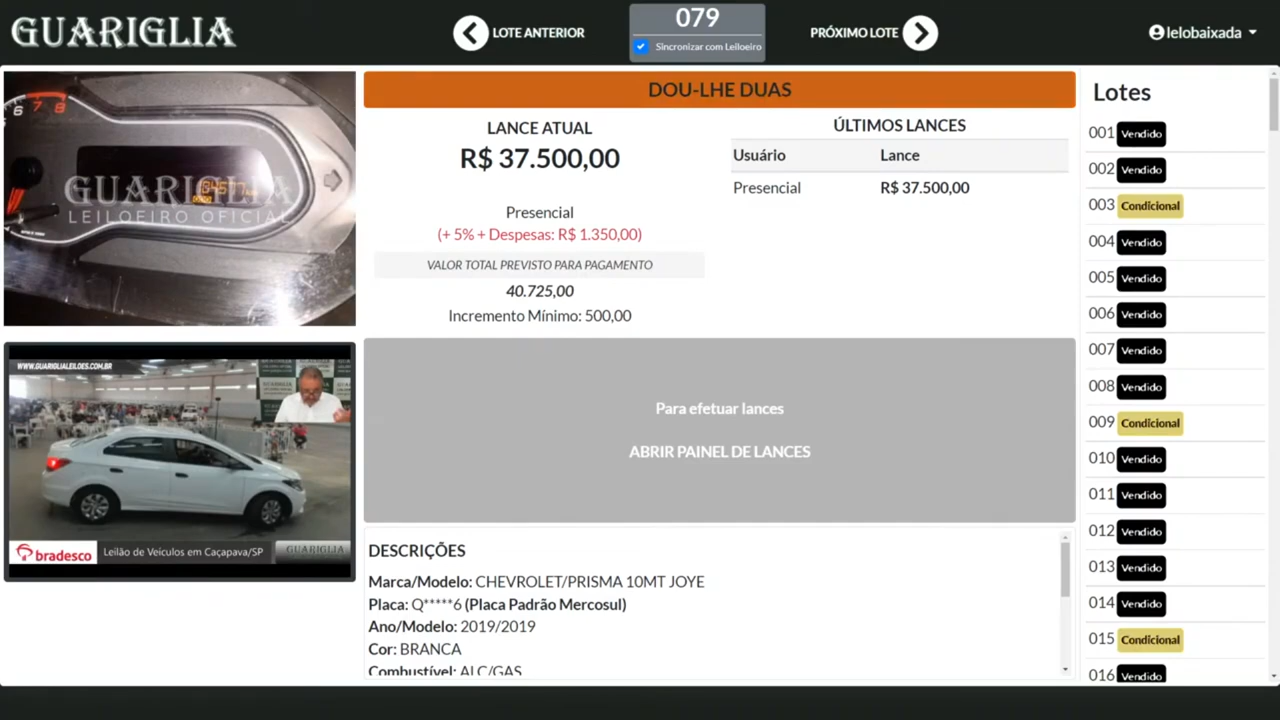 GUARIGLIA
LOTE ANTERIOR
079
Sincronizar com Leiloeiro
PRÓXIMO LOTE
lelobaixada
6 7 8
GUARIGLIA
LEILOEIRO OFICIAL
WWW.GUARIGLIALEILOES.COM.BR
bradesco
Leilão de Veículos em Caçapava/SP
GUARIGLIA
DOU-LHE DUAS
LANCE ATUAL
R$ 37.500,00
Presencial
(+ 5% + Despesas: R$ 1.350,00)
VALOR TOTAL PREVISTO PARA PAGAMENTO
40.725,00
Incremento Mínimo: 500,00
ÚLTIMOS LANCES
Usuário Lance
Presencial R$ 37.500,00
Para efetuar lances
ABRIR PAINEL DE LANCES
DESCRIÇÕES
Marca/Modelo: CHEVROLET/PRISMA 10MT JOYE
Placa: Q*****6 (Placa Padrão Mercosul)
Ano/Modelo: 2019/2019
Cor: BRANCA
Combustível: ALC/GAS
Lotes
001 Vendido
002 Vendido
003 Condicional
004 Vendido
005 Vendido
006 Vendido
007 Vendido
008 Vendido
009 Condicional
010 Vendido
011 Vendido
012 Vendido
013 Vendido
014 Vendido
015 Condicional
016 Vendido